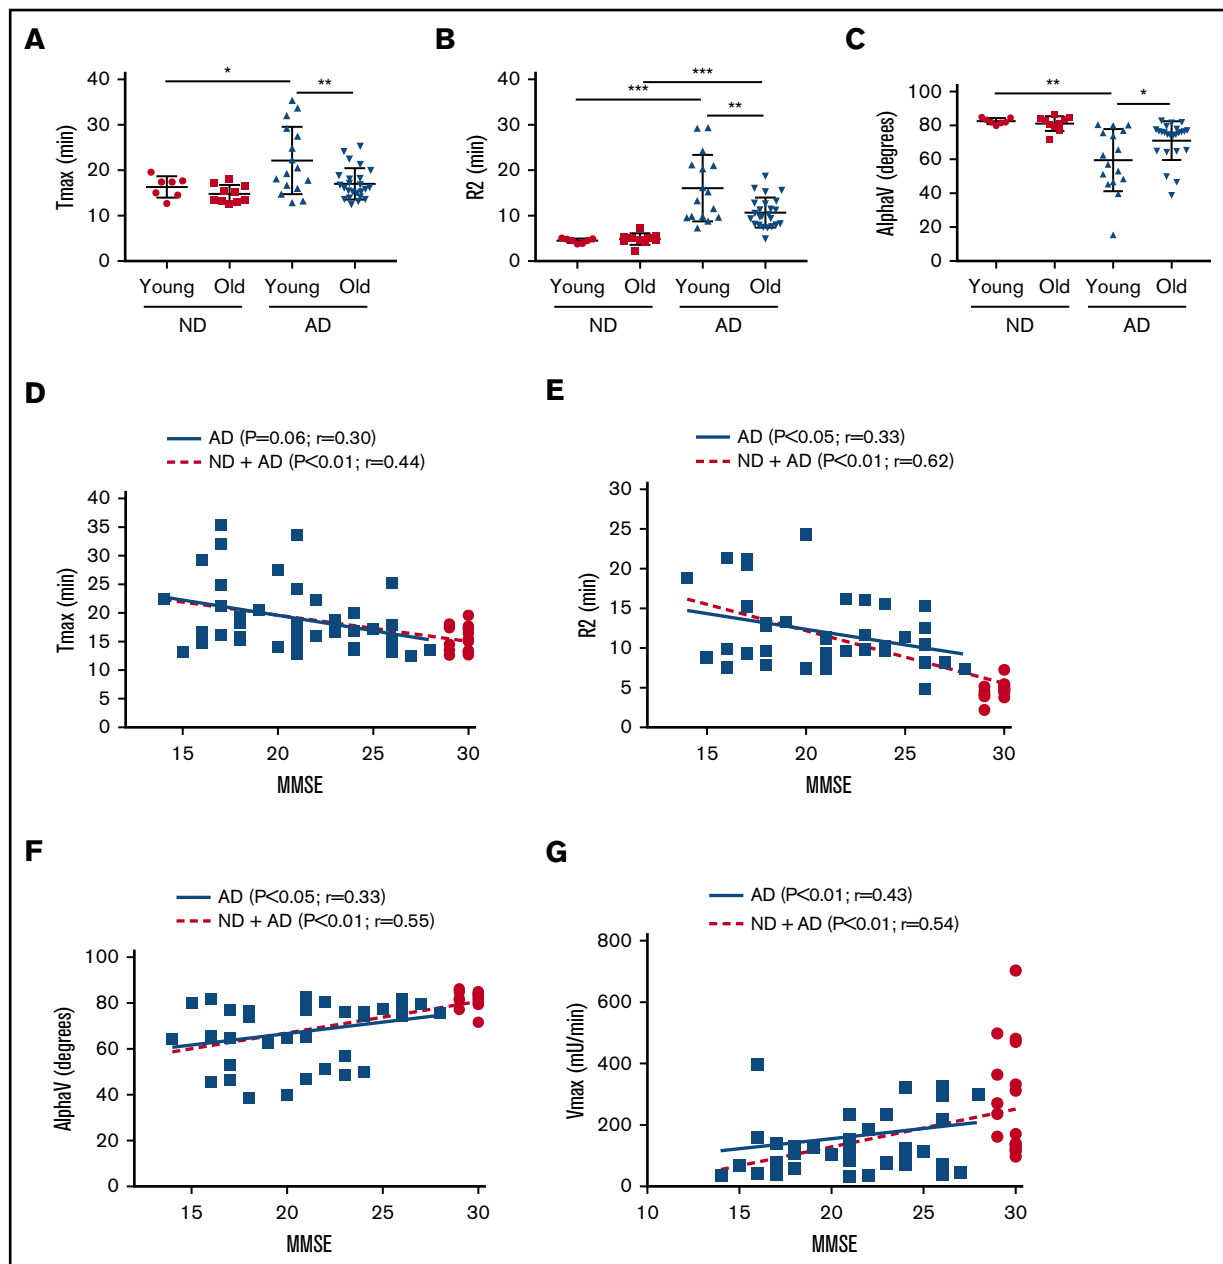 A
B
C
Tmax (min)
40
30
20
10
0
*
**
Young Old Young Old
ND AD
R2 (min)
40
30
20
10
0
***
***
**
Young Old Young Old
ND AD
AlphaV (degrees)
100
80
60
40
20
0
**
*
Young Old Young Old
ND AD
D
AD (P=0.06; r=0.30)
ND + AD (P<0.01; r=0.44)
Tmax (min)
40
35
30
25
20
15
10
5
0
15 20 25 30
MMSE
E
AD (P<0.05; r=0.33)
ND + AD (P<0.01; r=0.62)
R2 (min)
30
25
20
15
10
5
0
15 20 25 30
MMSE
F
AD (P<0.05; r=0.33)
ND + AD (P<0.01; r=0.55)
AlphaV (degrees)
100
80
60
40
20
0
15 20 25 30
MMSE
G
AD (P<0.01; r=0.43)
ND + AD (P<0.01; r=0.54)
Vmax (mU/min)
800
600
400
200
0
10 15 20 25 30
MMSE